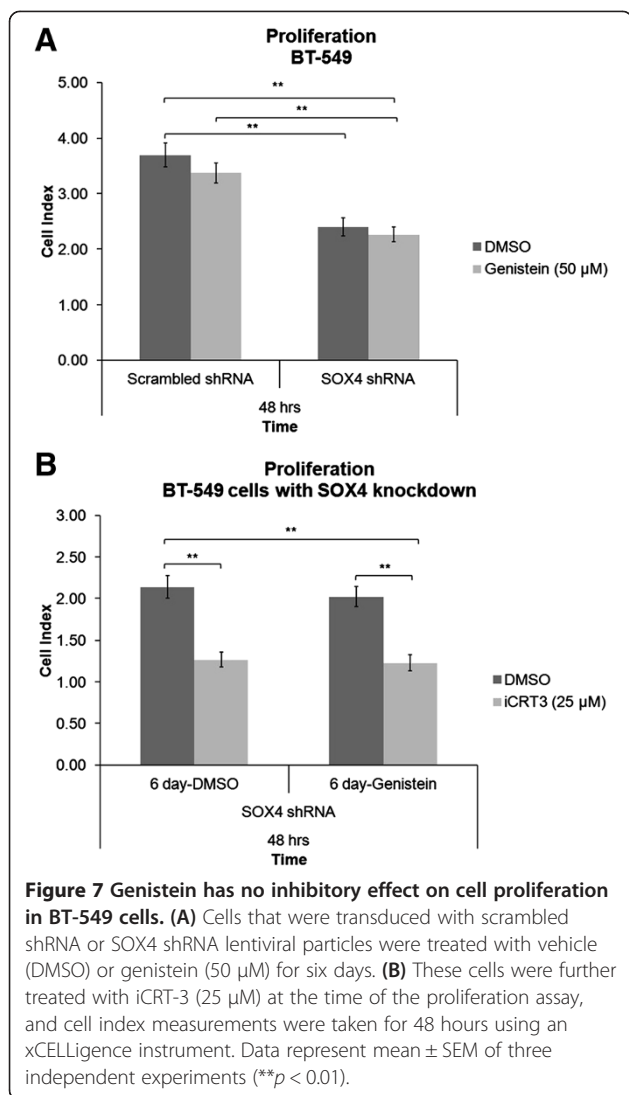 A
Proliferation
BT-549
**
**
**
5.00
4.00
3.00
2.00
1.00
0.00
Cell Index
DMSO
Genistein (50 µM)
Scrambled shRNA
SOX4 shRNA
48 hrs
Time
B
Proliferation
BT-549 cells with SOX4 knockdown
**
**
**
3.00
2.50
2.00
1.50
1.00
0.50
0.00
Cell Index
DMSO
iCRT3 (25 µM)
6 day-DMSO
6 day-Genistein
SOX4 shRNA
48 hrs
Time
Figure 7 Genistein has no inhibitory effect on cell proliferation
in BT-549 cells. (A) Cells that were transduced with scrambled
shRNA or SOX4 shRNA lentiviral particles were treated with vehicle
(DMSO) or genistein (50 µM) for six days. (B) These cells were further
treated with iCRT-3 (25 µM) at the time of the proliferation assay,
and cell index measurements were taken for 48 hours using an
xCELLigence instrument. Data represent mean ± SEM of three
independent experiments (**p < 0.01).